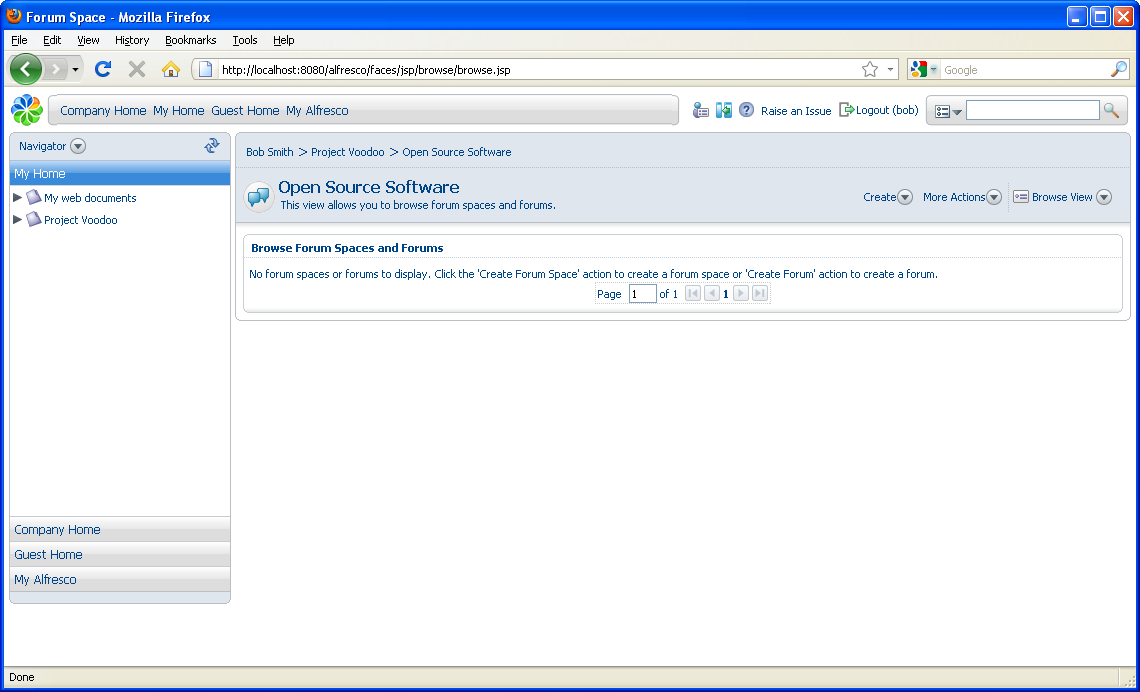 Forum Space - Mozilla Firefox
File Edit View History Bookmarks Tools Help
http://localhost:8080/alfresco/faces/jsp/browse/browse.jsp
Google
Company Home My Home Guest Home My Alfresco
Raise an Issue Logout (bob)
Navigator
My Home
My web documents
Project Voodoo
Company Home
Guest Home
My Alfresco
Bob Smith > Project Voodoo > Open Source Software
Open Source Software
This view allows you to browse forum spaces and forums.
Create More Actions Browse View
Browse Forum Spaces and Forums
No forum spaces or forums to display. Click the 'Create Forum Space' action to create a forum space or 'Create Forum' action to create a forum.
Page 1 of 1 1
Done